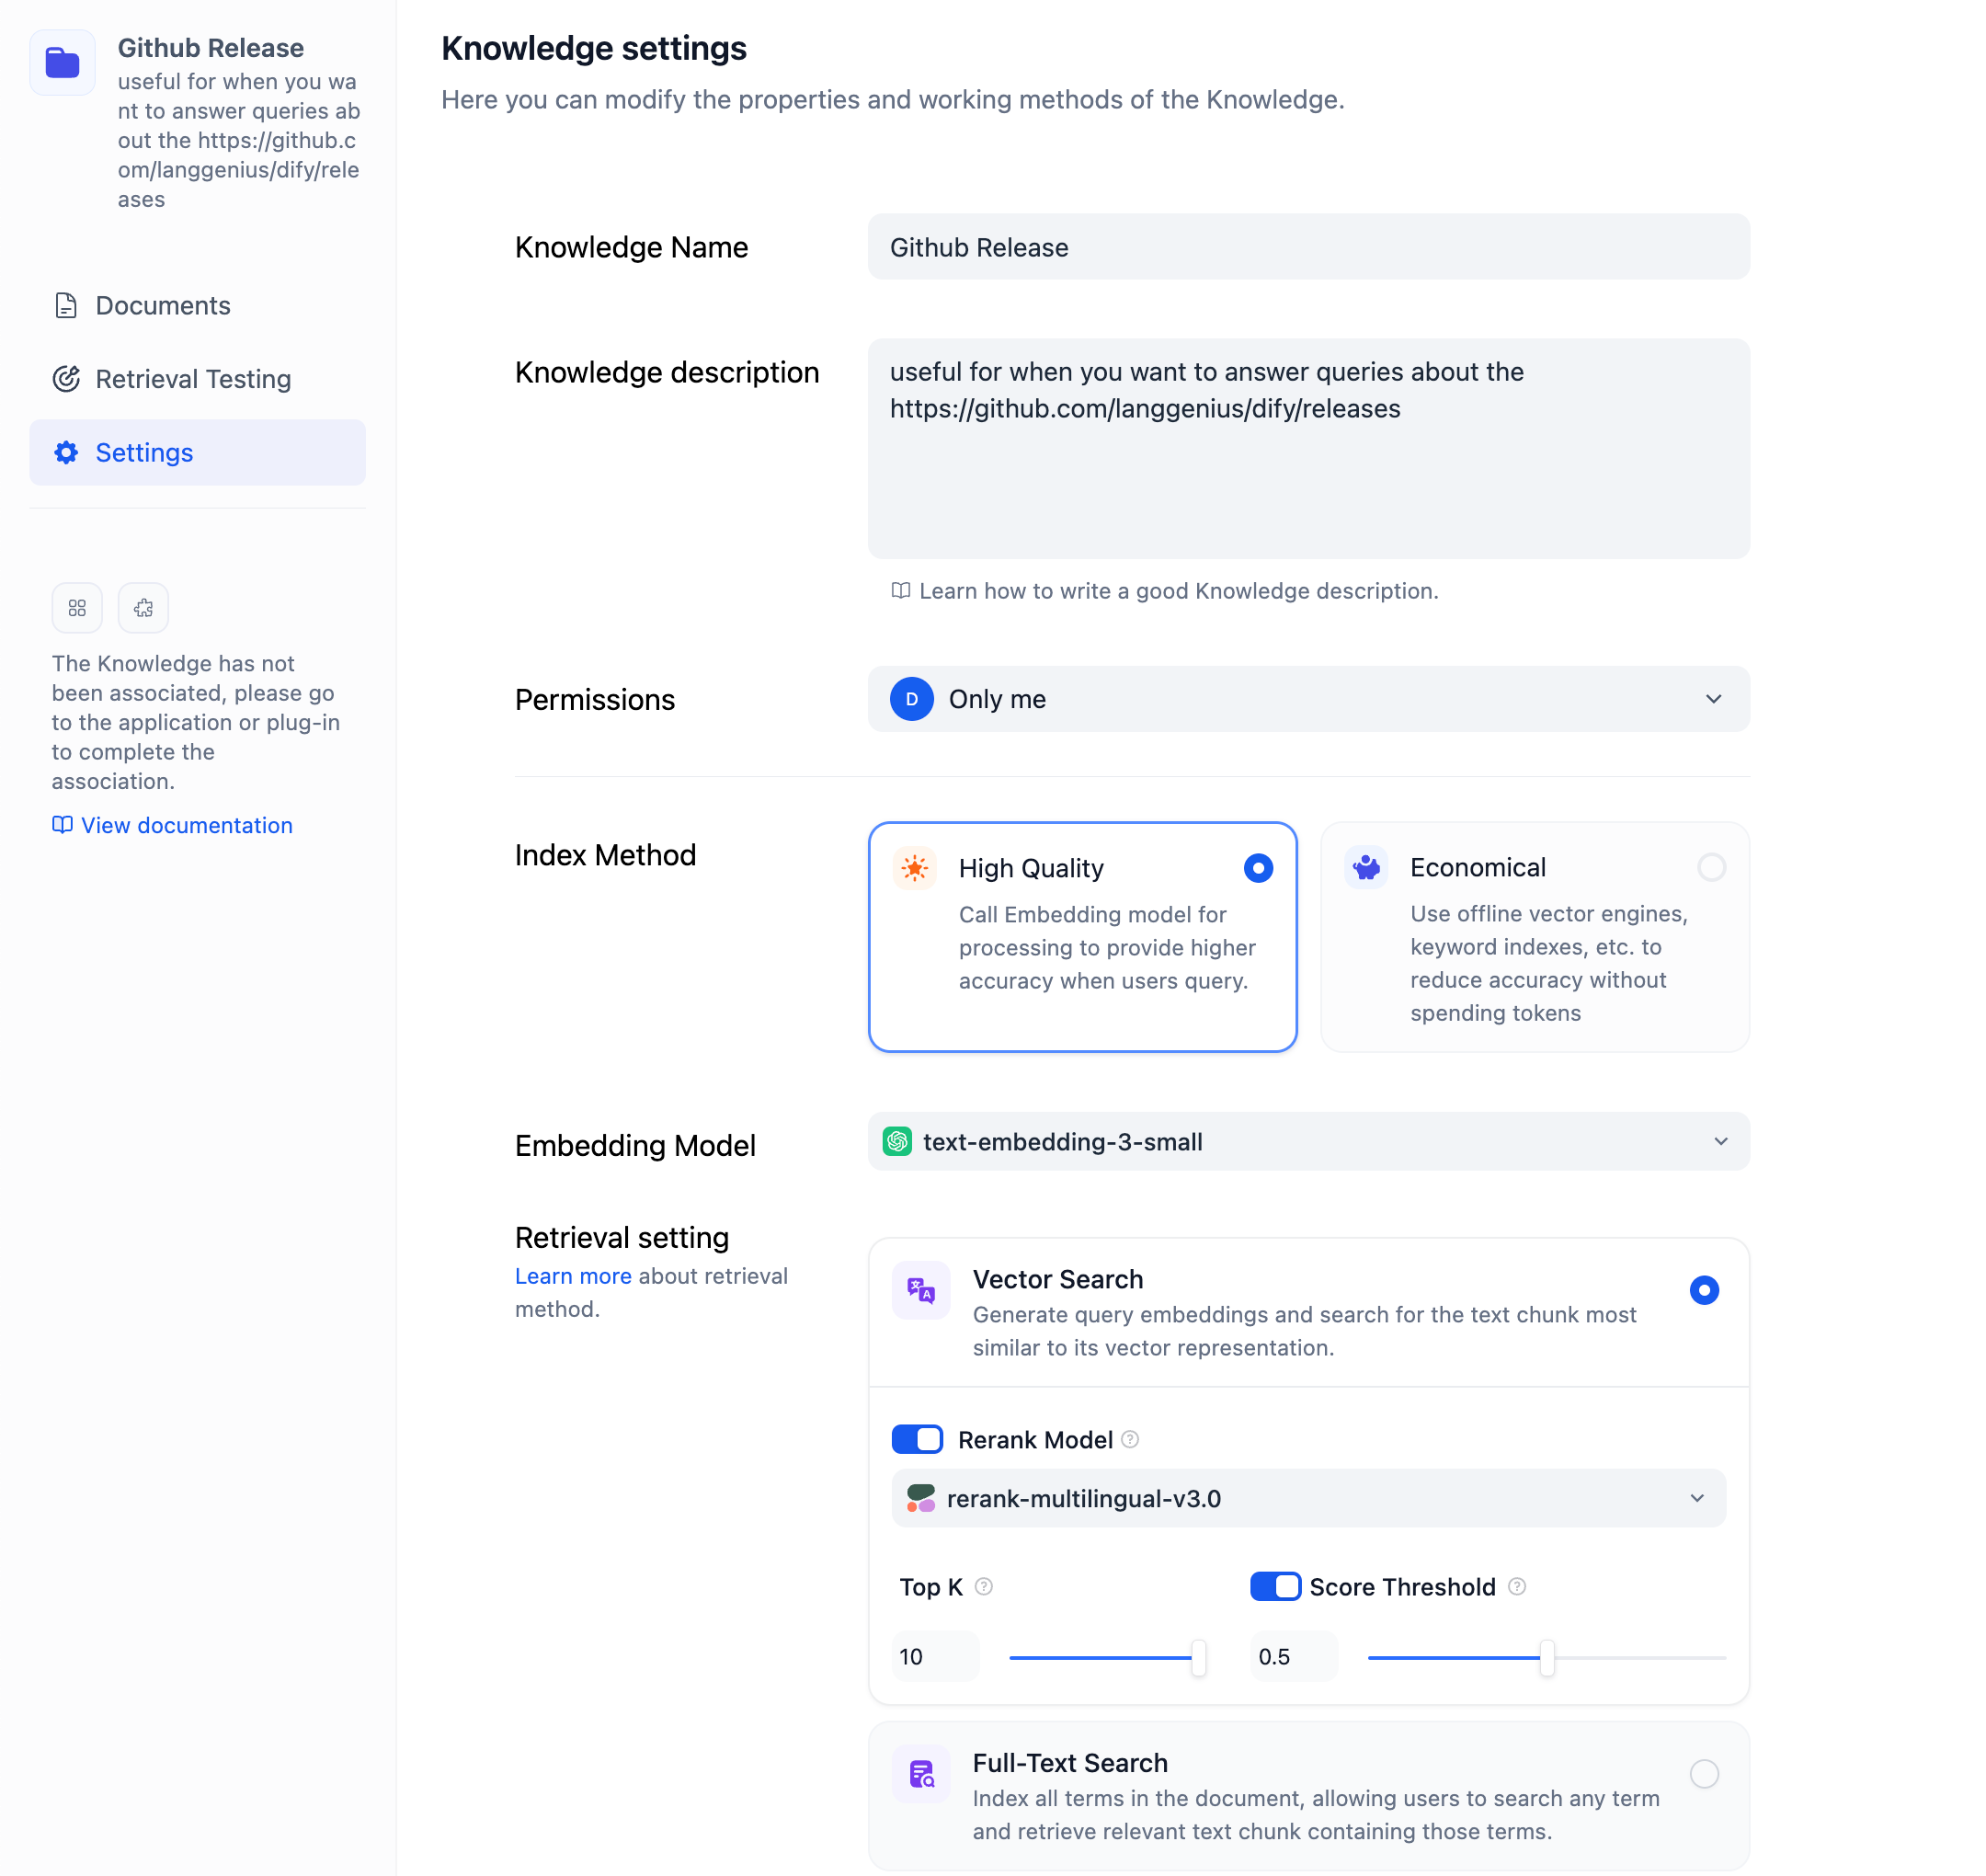 Github Release
useful for when you wa
nt to answer queries ab
out the https://github.c
om/langgenius/dify/rele
ases
Documents
Retrieval Testing
Settings
The Knowledge has not
been associated, please go
to the application or plug-in
to complete the
association.
View documentation
Knowledge settings
Here you can modify the properties and working methods of the Knowledge.
Knowledge Name
Github Release
Knowledge description
useful for when you want to answer queries about the
https://github.com/langgenius/dify/releases
Learn how to write a good Knowledge description.
Permissions
D
Only me
Index Method
High Quality
Call Embedding model for
processing to provide higher
accuracy when users query.
Economical
Use offline vector engines,
keyword indexes, etc. to
reduce accuracy without
spending tokens
Embedding Model
text-embedding-3-small
Retrieval setting
Learn more about retrieval
method.
Vector Search
Generate query embeddings and search for the text chunk most
similar to its vector representation.
Rerank Model
rerank-multilingual-v3.0
Top K
10
Score Threshold
0.5
Full-Text Search
Index all terms in the document, allowing users to search any term
and retrieve relevant text chunk containing those terms.